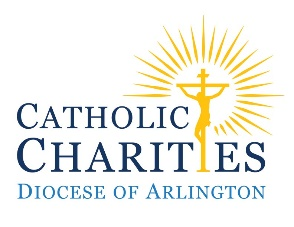 CATHOLIC
CHARITIES
DIOCESE OF ARLINGTON